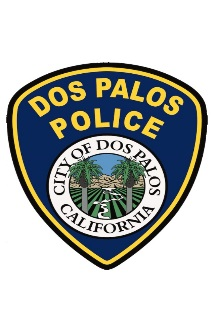 DOS PALOS
POLICE
CITY OF DOS PALOS
CALIFORNIA